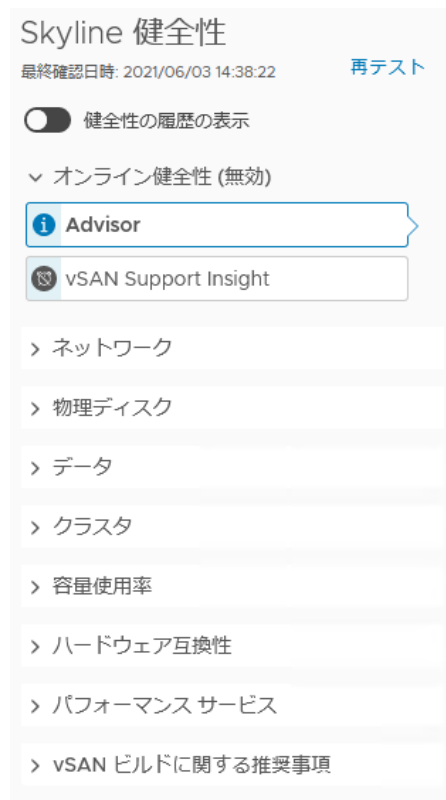 Skyline 健全性
最終確認日時: 2021/06/03 14:38:22 再テスト
健全性の履歴の表示
オンライン健全性 (無効)
Advisor
vSAN Support Insight
ネットワーク
物理ディスク
データ
クラスタ
容量使用率
ハードウェア互換性
パフォーマンス サービス
vSAN ビルドに関する推奨事項